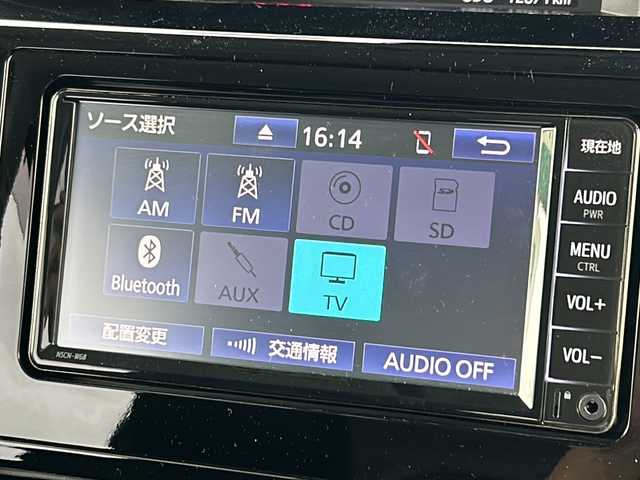 ソース選択
16:14
現在地
AM
FM
CD
SD
AUDIO
PWR
Bluetooth
AUX
TV
MENU
CTRL
VOL+
配置変更
交通情報
AUDIO OFF
VOL-
NSCN-W68